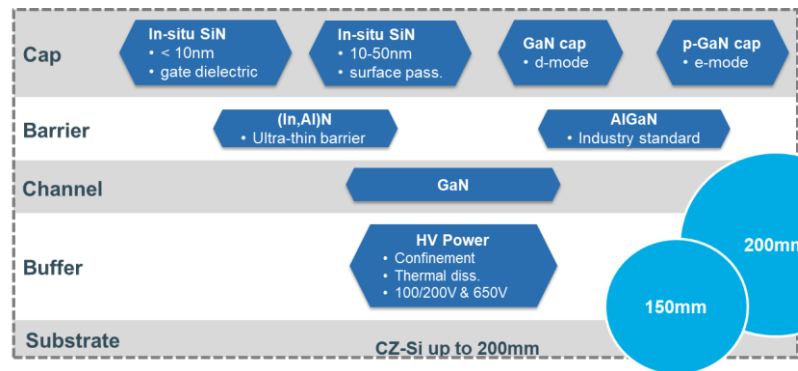 Cap
In-situ SiN
• < 10nm
• gate dielectric
In-situ SiN
• 10-50nm
• surface pass.
GaN cap
• d-mode
p-GaN cap
• e-mode
Barrier
(In,Al)N
• Ultra-thin barrier
AlGaN
• Industry standard
Channel
GaN
Buffer
HV Power
• Confinement
• Thermal diss.
• 100/200V & 650V
200mm
150mm
Substrate
CZ-Si up to 200mm